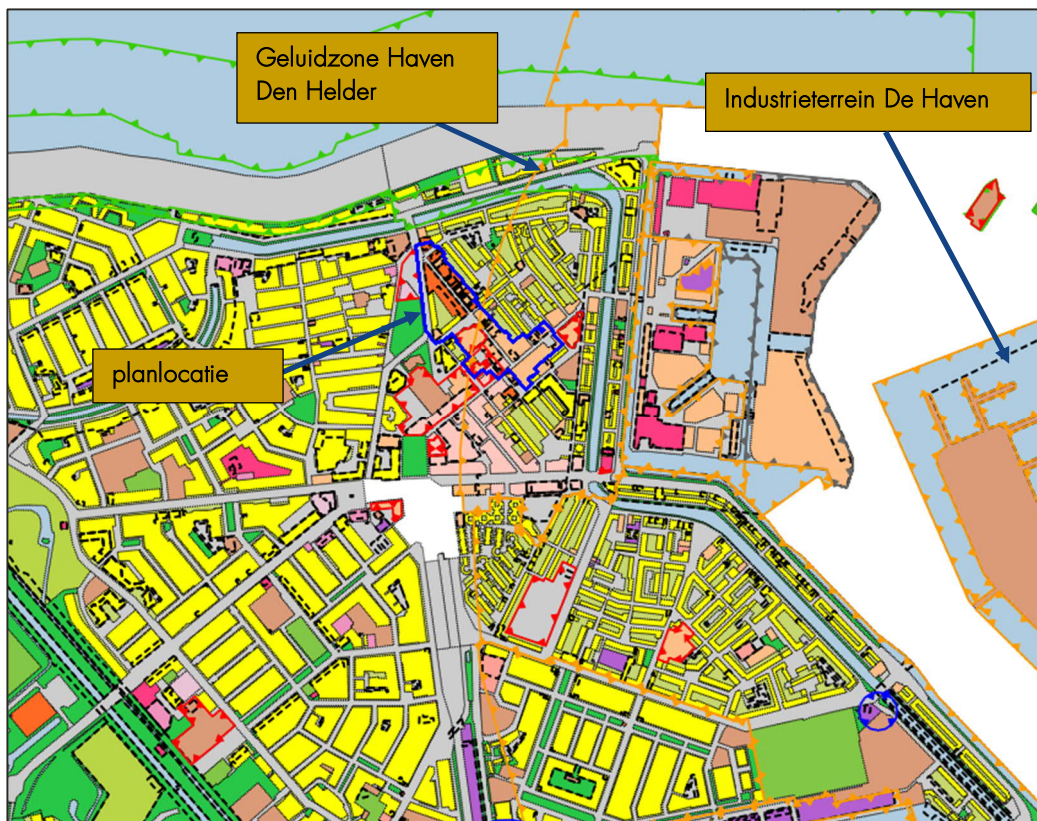 Geluidzone Haven
Den Helder
Industrieterrein De Haven
planlocatie